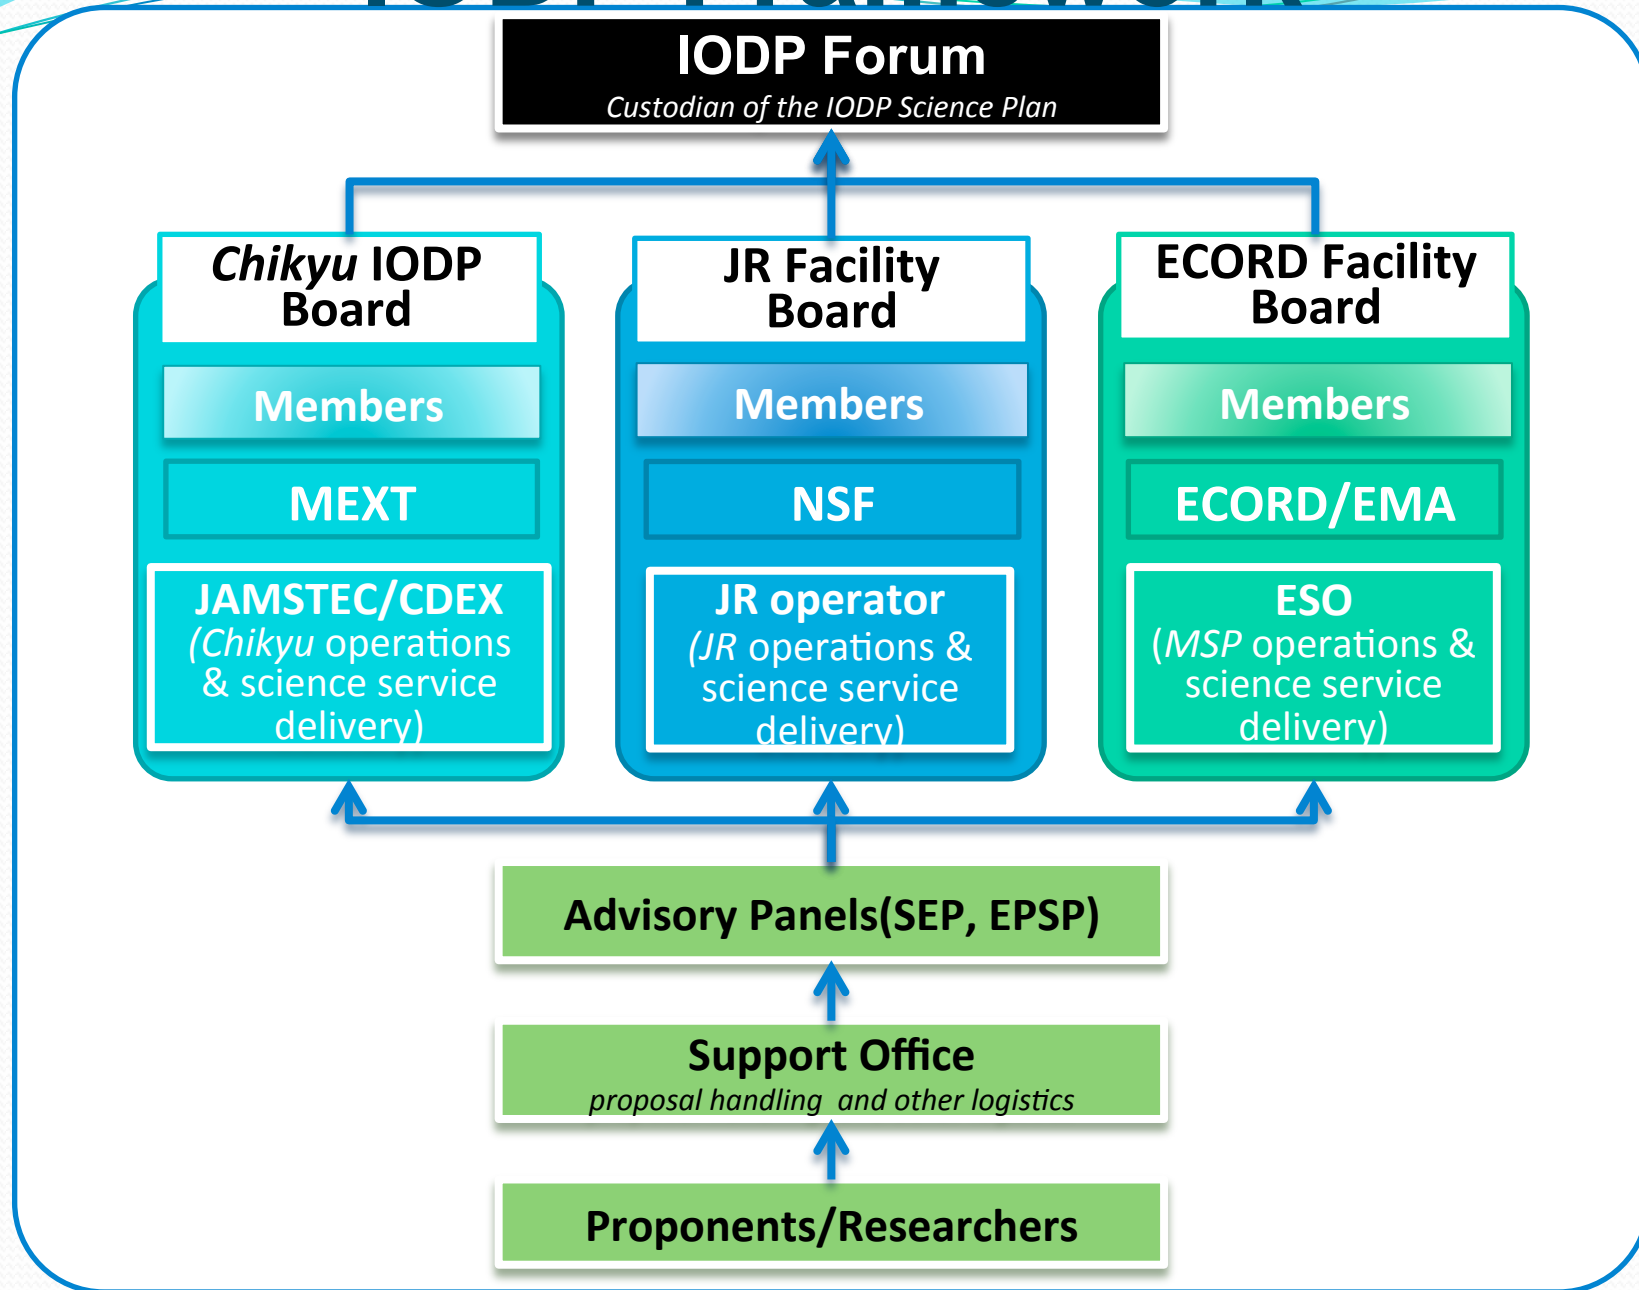 IODP Framework
IODP Forum
Custodian of the IODP Science Plan
Chikyu IODP
Board
Members
MEXT
JAMSTEC/CDEX
(Chikyu operations
& science service
delivery)
JR Facility
Board
Members
NSF
JR operator
(JR operations &
science service
delivery)
ECORD Facility
Board
Members
ECORD/EMA
ESO
(MSP operations &
science service
delivery)
Advisory Panels(SEP, EPSP)
Support Office
proposal handling and other logistics
Proponents/Researchers